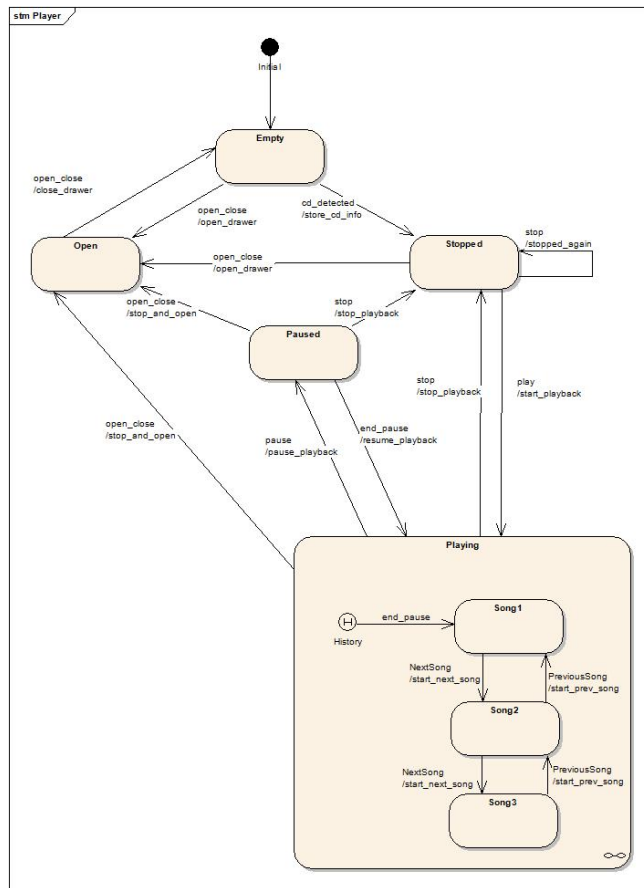 stm Player
Initial
Empty
open_close
/close_drawer
open_close
/open_drawer
cd_detected
/store_cd_info
stop
/stopped_again
Open
Stopped
open_close
/open_drawer
open_close
/stop_and_open
stop
/stop_playback
Paused
stop
/stop_playback
play
/start_playback
open_close
/stop_and_open
pause
/pause_playback
end_pause
/resume_playback
Playing
Song1
end_pause
History
NextSong
/start_next_song
PreviousSong
/start_prev_song
Song2
NextSong
/start_next_song
PreviousSong
/start_prev_song
Song3
H